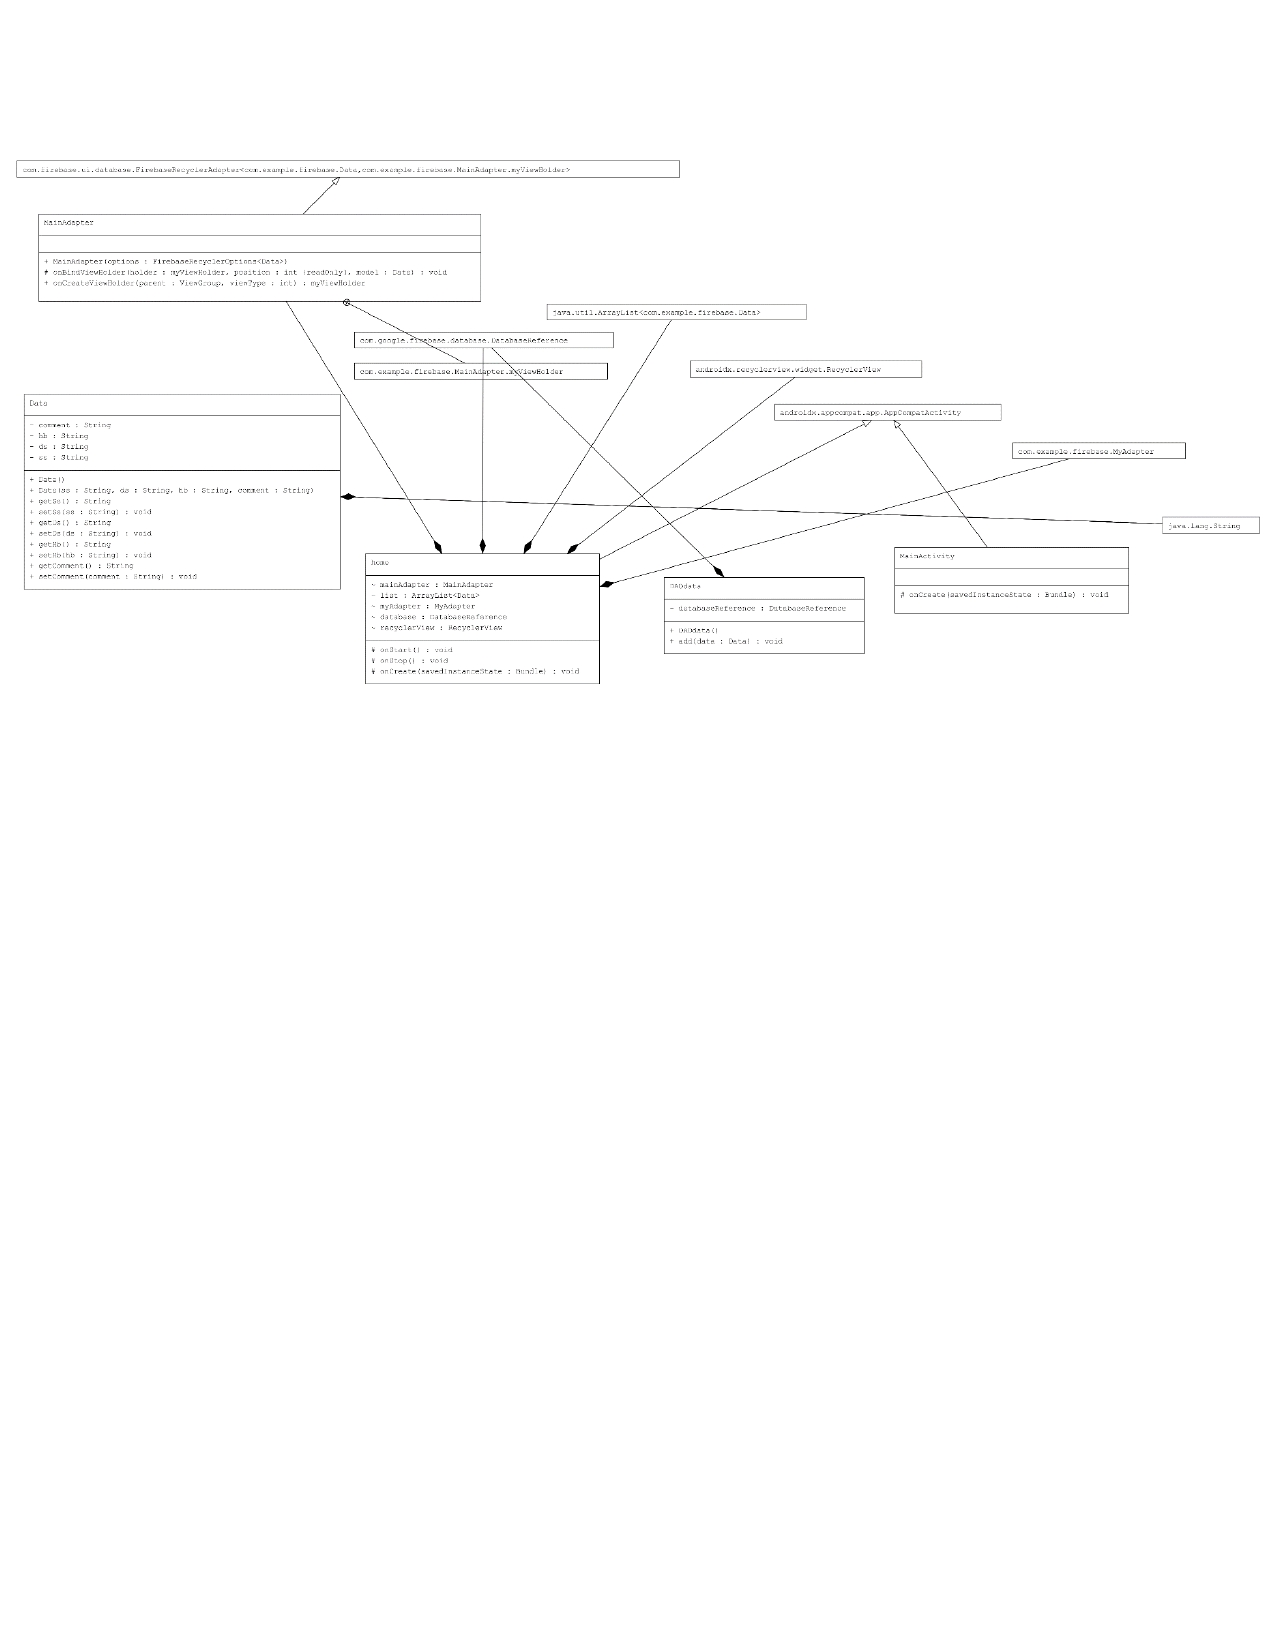 com.firebase.ui.database.FirebaseRecyclerAdapter<com.example.firebase.Data,com.example.firebase.MainAdapter.myViewHolder>
MainAdapter
+ MainAdapter(options : FirebaseRecyclerOptions<Data>)
# onBindViewHolder(holder : myViewHolder, position : int {readOnly}, model : Data) : void
+ onCreateViewHolder(parent : ViewGroup, viewType : int) : myViewHolder
java.util.ArrayList<com.example.firebase.Data>
com.google.firebase.database.DatabaseReference
com.example.firebase.MainAdapter.myViewHolder
androidx.recyclerview.widget.RecyclerView
androidx.appcompat.app.AppCompatActivity
com.example.firebase.MyAdapter
java.lang.String
Data
- comment : String
- hb : String
- ds : String
- ss : String
+ Data()
+ Data(ss : String, ds : String, hb : String, comment : String)
+ getSs() : String
+ setSs(ss : String) : void
+ getDs() : String
+ setDs(ds : String) : void
+ getHb() : String
+ setHb(hb : String) : void
+ getComment() : String
+ setComment(comment : String) : void
home
~ mainAdapter : MainAdapter
~ list : ArrayList<Data>
~ myAdapter : MyAdapter
~ database : DatabaseReference
~ recyclerView : RecyclerView
# onStart() : void
# onStop() : void
# onCreate(savedInstanceState : Bundle) : void
DAOdata
- databaseReference : DatabaseReference
+ DAOdata()
+ add(data : Data) : void
MainActivity
# onCreate(savedInstanceState : Bundle) : void